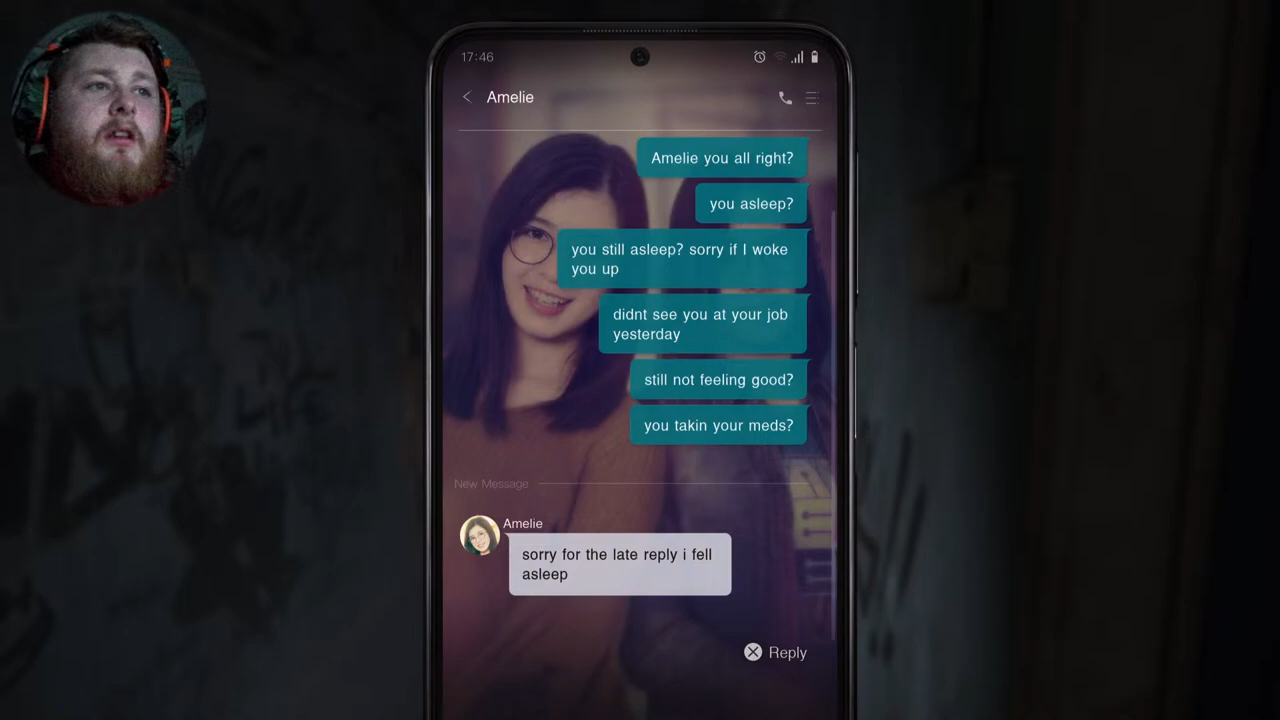 17:46
Amelie
Amelie you all right?
you asleep?
you still asleep? sorry if I woke
you up
didnt see you at your job
yesterday
still not feeling good?
you takin your meds?
New Message
Amelie
sorry for the late reply i fell
asleep
Reply
LIFE